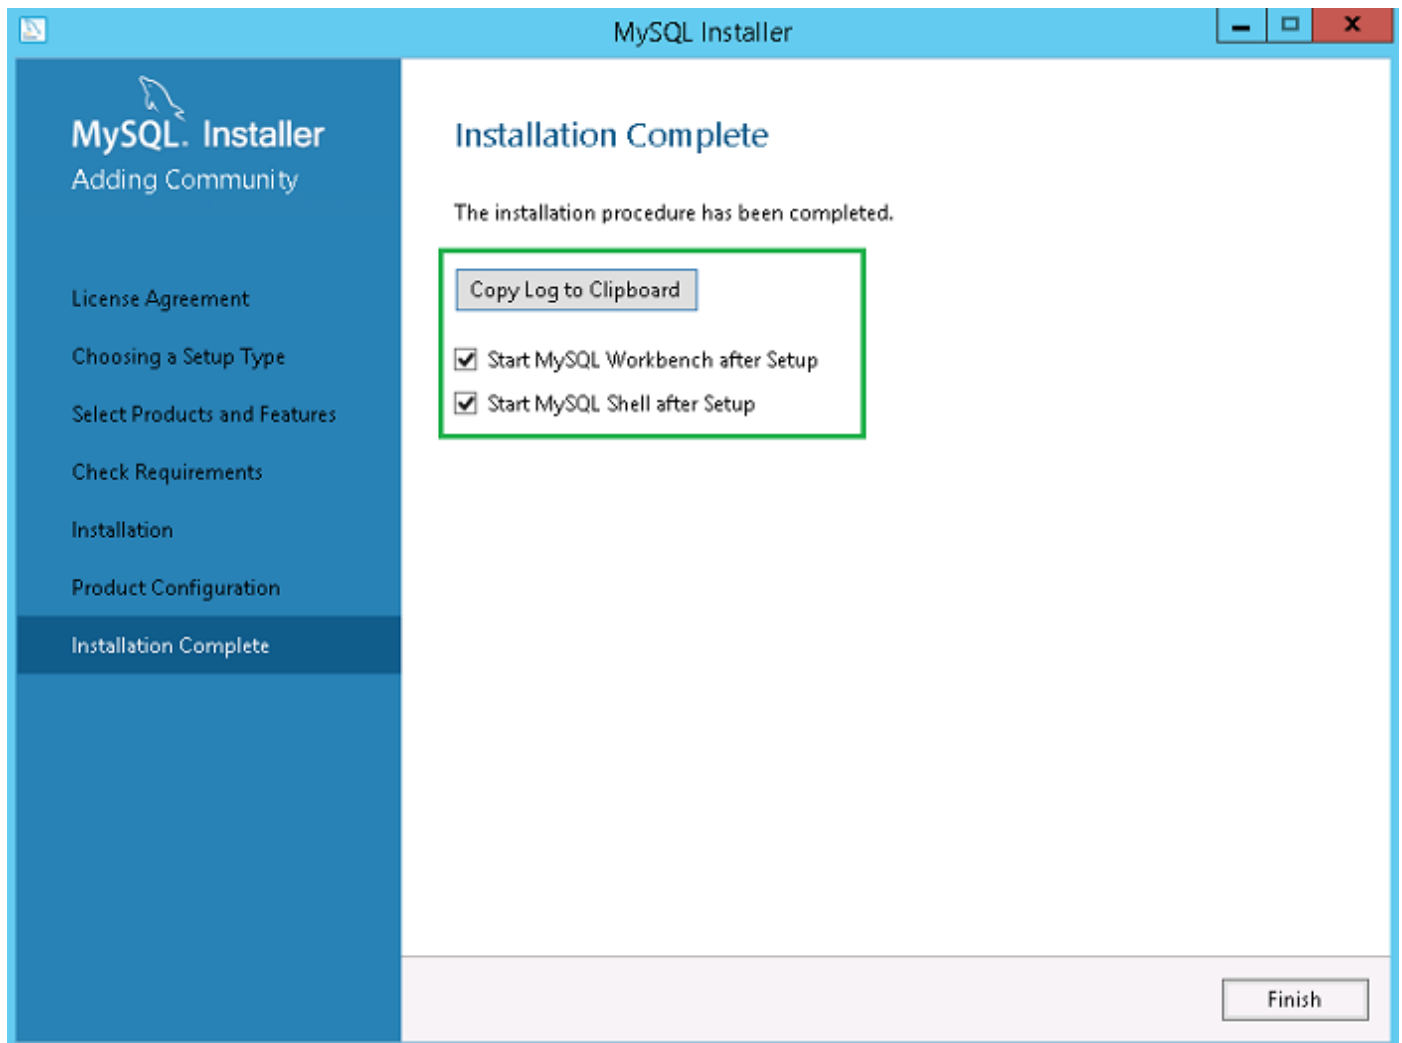 MySQL Installer
MySQL. Installer
Adding Community
License Agreement
Choosing a Setup Type
Select Products and Features
Check Requirements
Installation
Product Configuration
Installation Complete
Installation Complete
The installation procedure has been completed.
Copy Log to Clipboard
Start MySQL Workbench after Setup
Start MySQL Shell after Setup
Finish